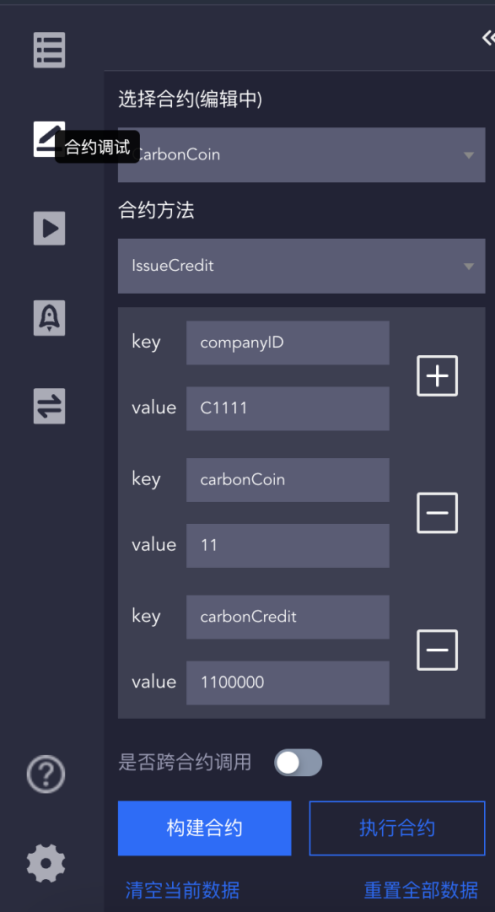 选择合约(编辑中)
合约调试
CarbonCoin
合约方法
IssueCredit
key
companyID
value
C1111
key
carbonCoin
value
11
key
carbonCredit
value
1100000
是否跨合约调用
构建合约
执行合约
清空当前数据
重置全部数据